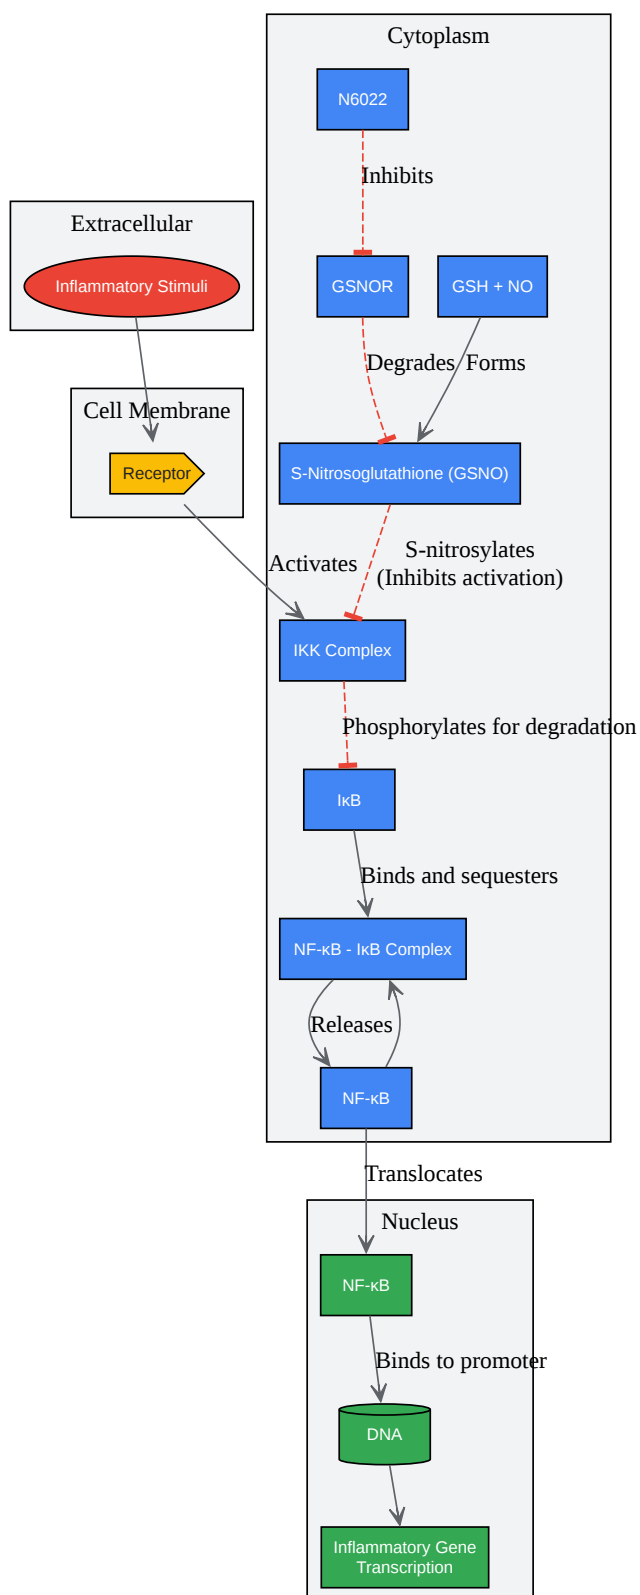 Cytoplasm
N6022
Inhibits
Extracellular
Inflammatory Stimuli
GSNOR
GSH + NO
Degrades
Forms
Cell Membrane
Receptor
S-Nitrosoglutathione (GSNO)
Activates
S-nitrosylates
(Inhibits activation)
IKK Complex
Phosphorylates for degradation
IκB
Binds and sequesters
NF-κB - IκB Complex
Releases
NF-κB
Translocates
Nucleus
NF-κB
Binds to promoter
DNA
Inflammatory Gene
Transcription